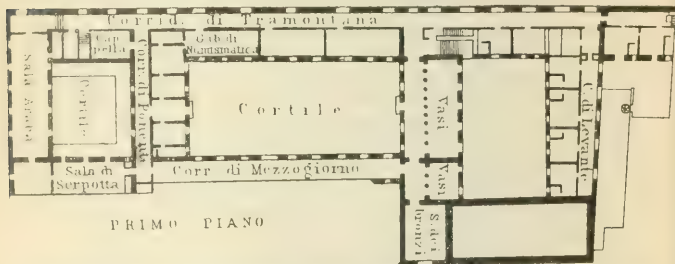 Corrid. di Tramontana
Cap
pella
Gab. di
Numismatica
Sala Araba
Cortile
Corr. di Ponente
Cortile
Vasi
C. di Levante
Sala di
Serpotta
Corr. di Mezzogiorno
Vasi
S. dei
bronzi
PRIMO PIANO